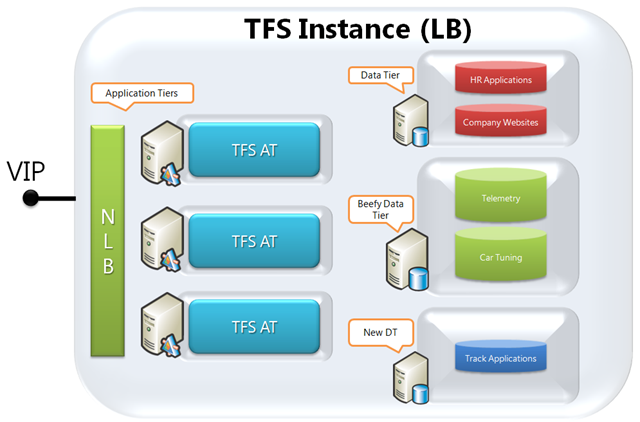 TFS Instance (LB)
VIP
N
L
B
Application Tiers
TFS AT
TFS AT
TFS AT
Data Tier
HR Applications
Company Websites
Beefy Data
Tier
Telemetry
Car Tuning
New DT
Track Applications